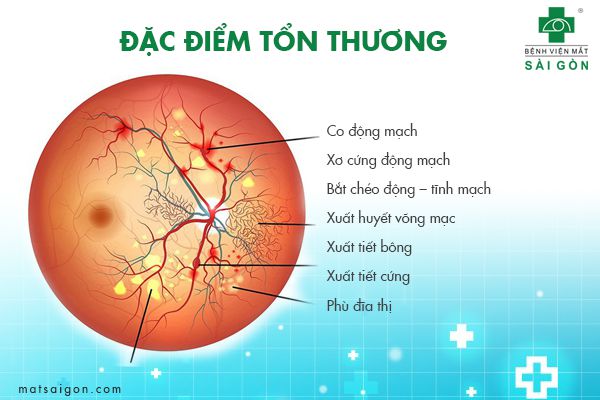 ĐẶC ĐIỂM TỔN THƯƠNG
®
BỆNH VIỆN MẮT
SÀI GÒN
Co động mạch
Xơ cứng động mạch
Bắt chéo động – tĩnh mạch
Xuất huyết võng mạc
Xuất tiết bông
Xuất tiết cứng
Phù đĩa thị
matsaigon.com